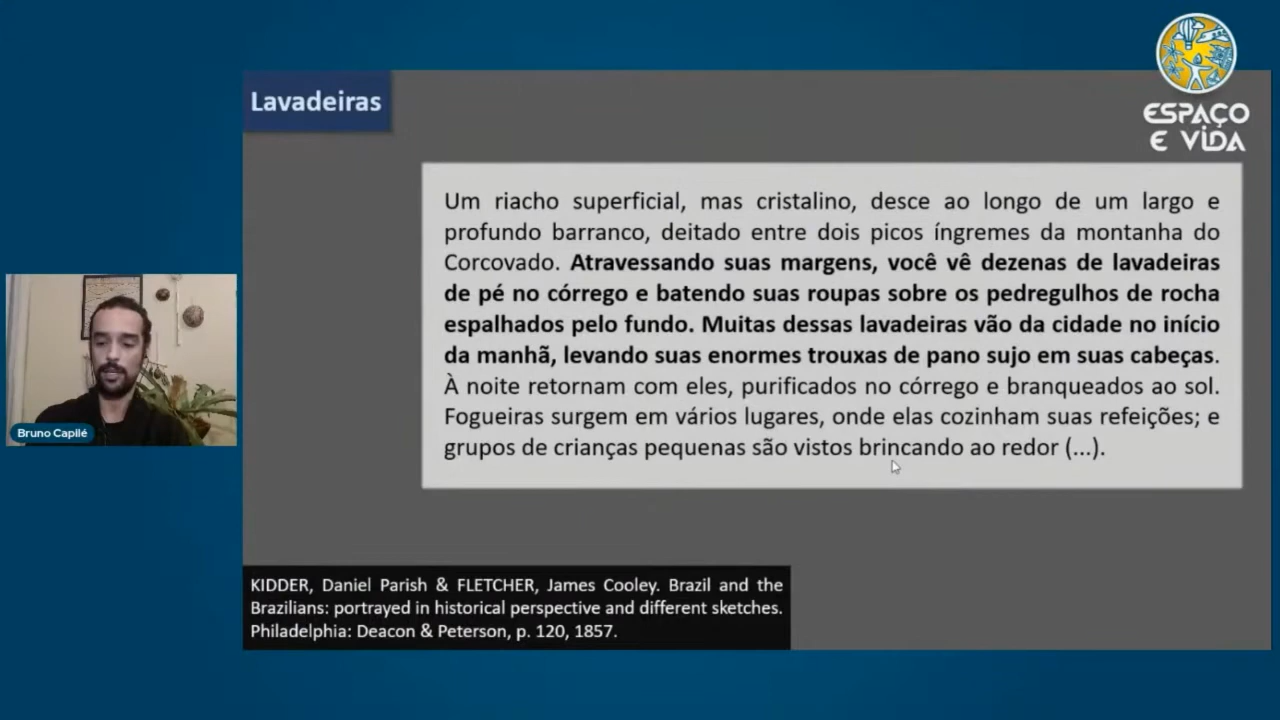 ESPAÇO
E VIDA
Lavadeiras
Um riacho superficial, mas cristalino, desce ao longo de um largo e
profundo barranco, deitado entre dois picos íngremes da montanha do
Corcovado. Atravessando suas margens, você vê dezenas de lavadeiras
de pé no córrego e batendo suas roupas sobre os pedregulhos de rocha
espalhados pelo fundo. Muitas dessas lavadeiras vão da cidade no início
da manhã, levando suas enormes trouxas de pano sujo em suas cabeças.
À noite retornam com eles, purificados no córrego e branqueados ao sol.
Fogueiras surgem em vários lugares, onde elas cozinham suas refeições; e
grupos de crianças pequenas são vistos brincando ao redor (...).
Bruno Capilé
KIDDER, Daniel Parish & FLETCHER, James Cooley. Brazil and the
Brazilians: portrayed in historical perspective and different sketches.
Philadelphia: Deacon & Peterson, p. 120, 1857.